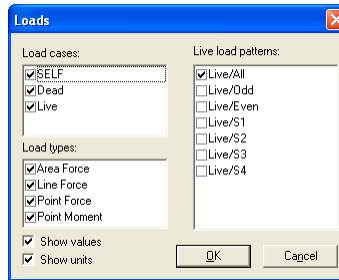 Loads
Load cases:
SELF
Dead
Live
Load types:
Area Force
Line Force
Point Force
Point Moment
Show values
Show units
Live load patterns:
Live/All
Live/Odd
Live/Even
Live/S1
Live/S2
Live/S3
Live/S4
OK
Cancel